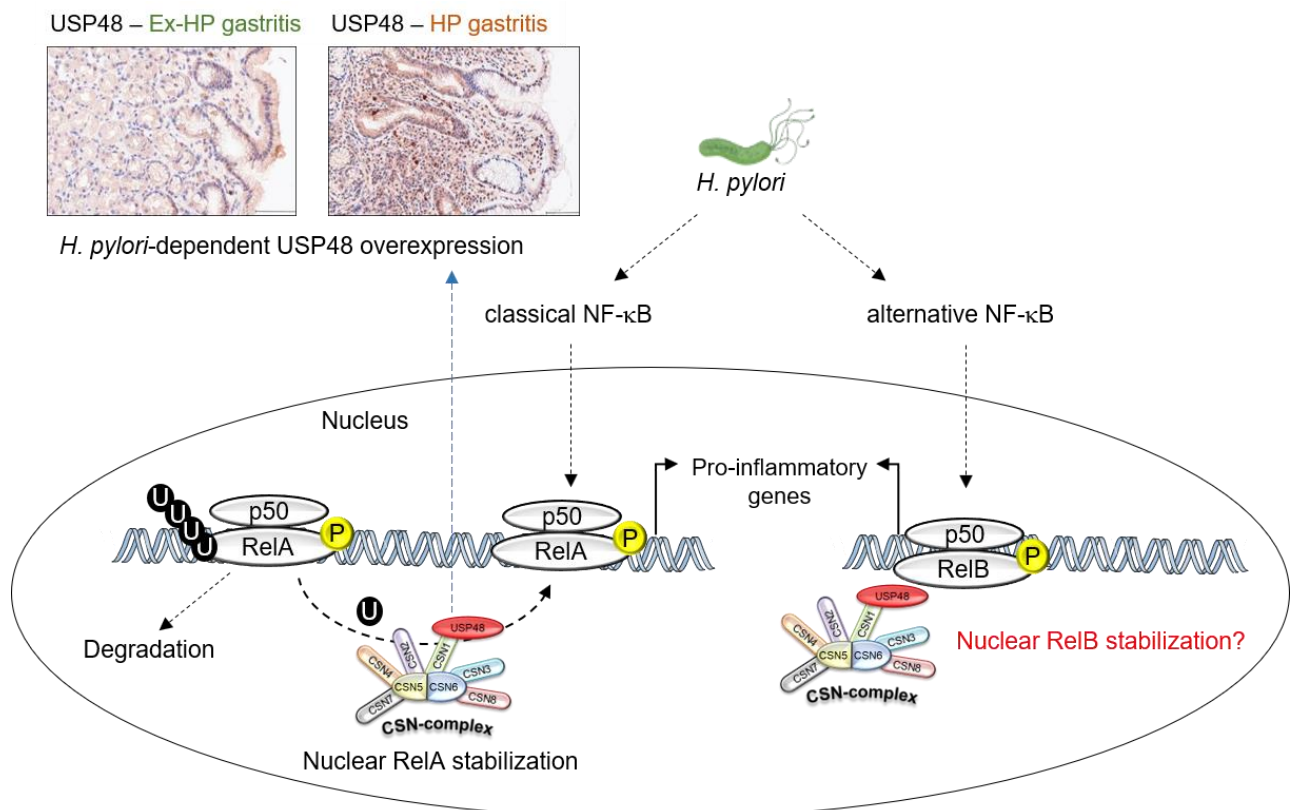 USP48 – Ex-HP gastritis
USP48 – HP gastritis
H. pylori
H. pylori-dependent USP48 overexpression
classical NF-κB
alternative NF-κB
Nucleus
Pro-inflammatory
genes
U
U
U
U
p50
RelA
P
p50
RelA
P
p50
RelB
P
Degradation
U
USP48
CSN1
CSN2
CSN3
CSN4
CSN5
CSN6
CSN7
CSN8
CSN-complex
Nuclear RelA stabilization
USP48
CSN1
CSN2
CSN3
CSN4
CSN5
CSN6
CSN7
CSN8
CSN-complex
Nuclear RelB stabilization?